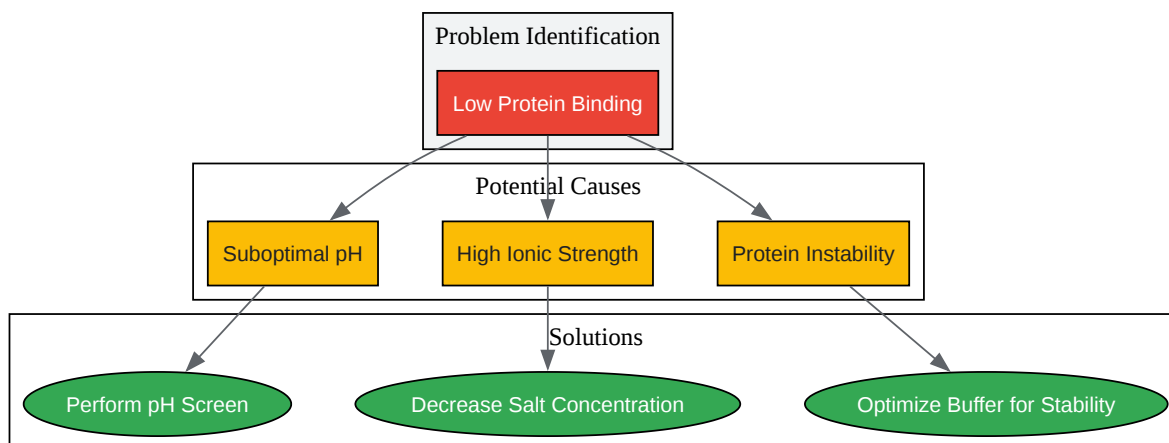 Problem Identification
Low Protein Binding
Potential Causes
Suboptimal pH
High Ionic Strength
Protein Instability
Solutions
Perform pH Screen
Decrease Salt Concentration
Optimize Buffer for Stability